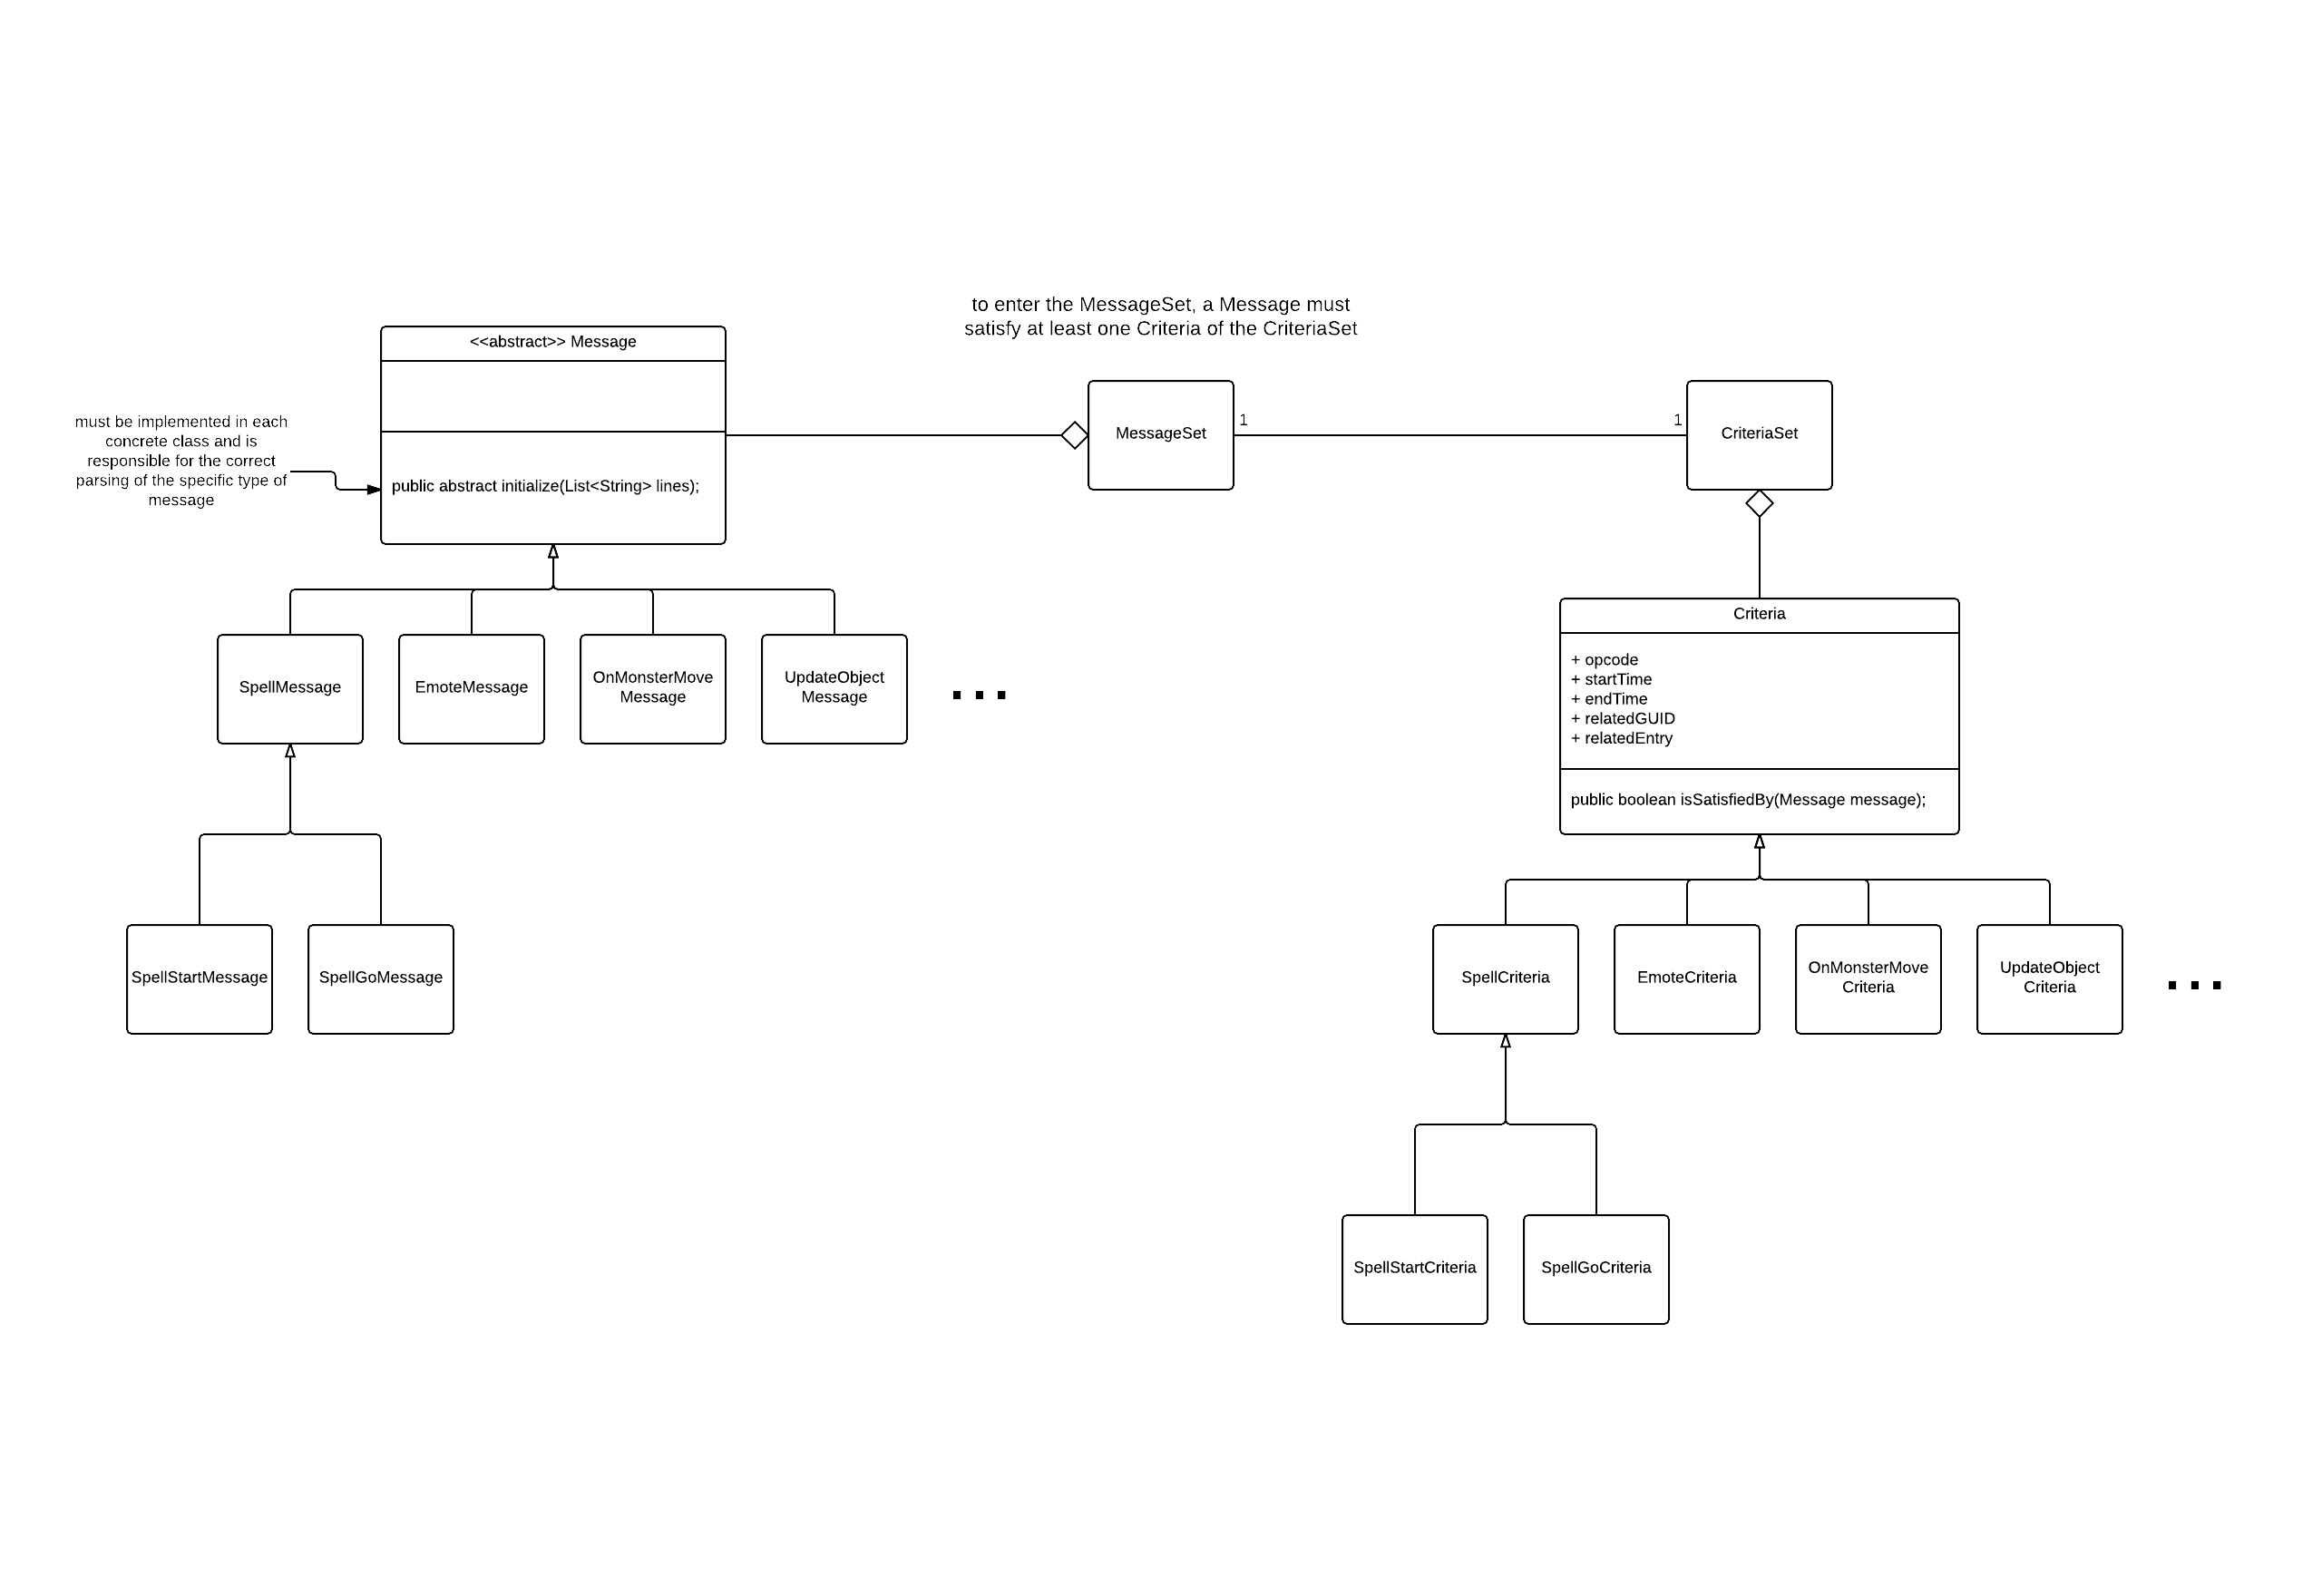 to enter the MessageSet, a Message must
satisfy at least one Criteria of the CriteriaSet
<<abstract>> Message
public abstract initialize(List<String> lines);
must be implemented in each
concrete class and is
responsible for the correct
parsing of the specific type of
message
MessageSet
1
1
CriteriaSet
SpellMessage
EmoteMessage
OnMonsterMove
Message
UpdateObject
Message
...
SpellStartMessage
SpellGoMessage
Criteria
+ opcode
+ startTime
+ endTime
+ relatedGUID
+ relatedEntry
public boolean isSatisfiedBy(Message message);
SpellCriteria
EmoteCriteria
OnMonsterMove
Criteria
UpdateObject
Criteria
...
SpellStartCriteria
SpellGoCriteria